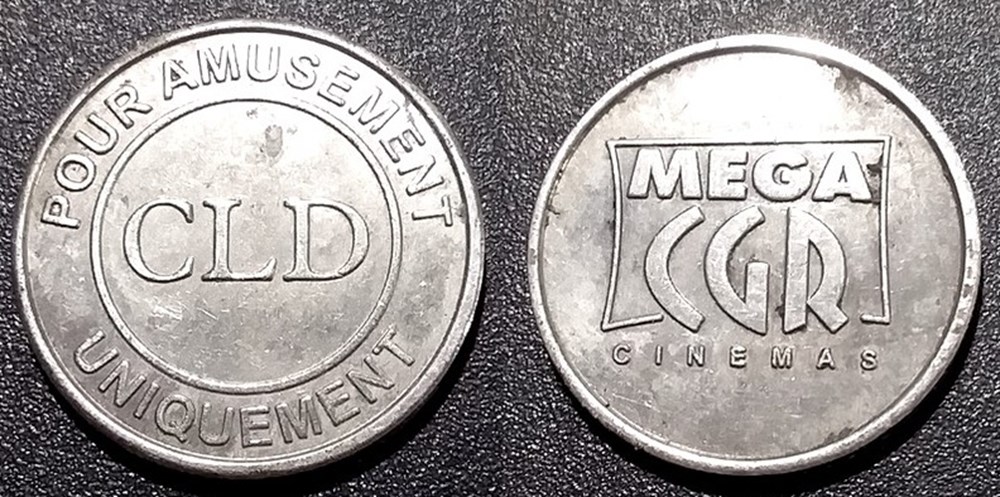 POUR AMUSEMENT
CLD
UNIQUEMENT
MEGA
CGR
CINEMAS